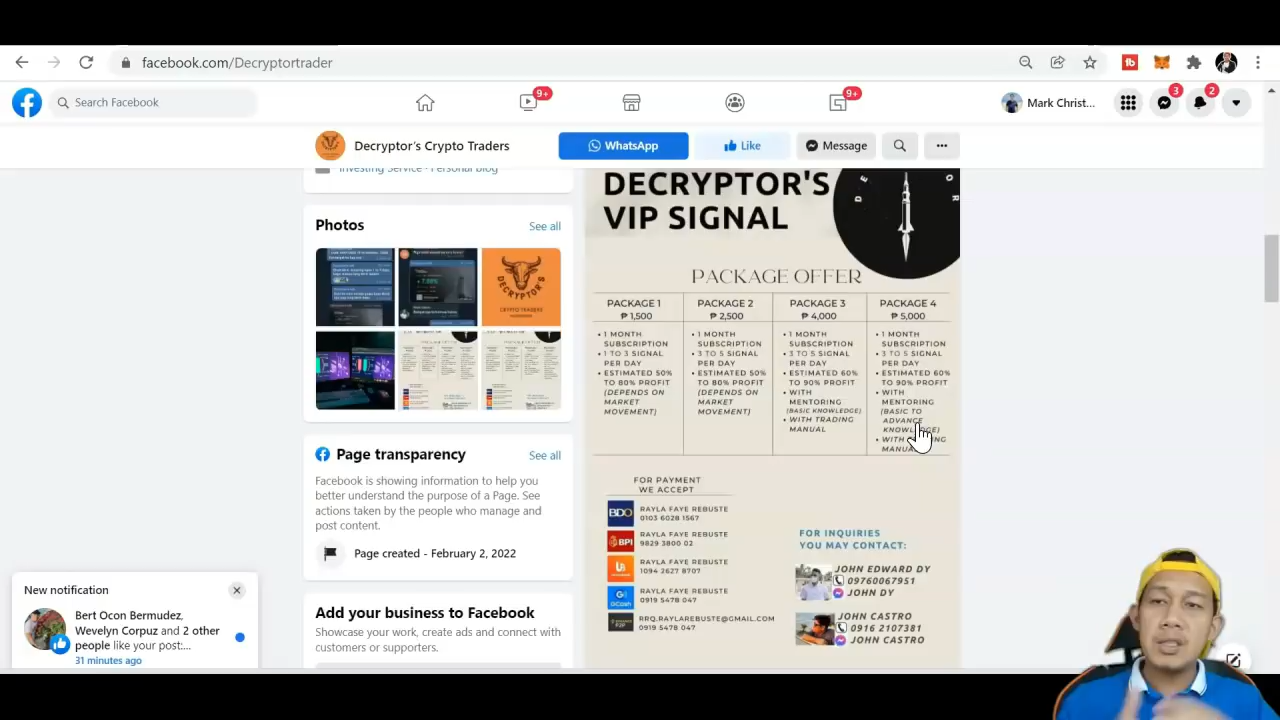 facebook.com/Decryptortrader
Search Facebook
9+
9+
Mark Christ...
3
2
Decryptor's Crypto Traders
WhatsApp
Like
Message
Investing Service · Personal blog
Photos
See all
DECRYPTOR'S
CRYPTO TRADERS
Page transparency
See all
Facebook is showing information to help you
better understand the purpose of a Page. See
actions taken by the people who manage and
post content.
Page created - February 2, 2022
Add your business to Facebook
Showcase your work, create ads and connect with
customers or supporters.
New notification
Bert Ocon Bermudez,
Wevelyn Corpuz and 2 other
people like your post:...
31 minutes ago
DECRYPTOR'S
VIP SIGNAL
PACKAGE OFFER
PACKAGE 1
₱ 1,500
• 1 MONTH
SUBSCRIPTION
• 1 TO 3 SIGNAL
PER DAY
• ESTIMATED 50%
TO 80% PROFIT
(DEPENDS ON
MARKET
MOVEMENT)
PACKAGE 2
₱ 2,500
• 1 MONTH
SUBSCRIPTION
• 3 TO 5 SIGNAL
PER DAY
• ESTIMATED 50%
TO 80% PROFIT
(DEPENDS ON
MARKET
MOVEMENT)
PACKAGE 3
₱ 4,000
• 1 MONTH
SUBSCRIPTION
• 3 TO 5 SIGNAL
PER DAY
• ESTIMATED 60%
TO 90% PROFIT
• WITH
MENTORING
(BASIC KNOWLEDGE)
• WITH TRADING
MANUAL
PACKAGE 4
₱ 5,000
• 1 MONTH
SUBSCRIPTION
• 3 TO 5 SIGNAL
PER DAY
• ESTIMATED 60%
TO 90% PROFIT
• WITH
MENTORING
(BASIC TO
ADVANCE
KNOWLEDGE)
• WITH
FOR PAYMENT
WE ACCEPT
BDO
RAYLA FAYE REBUSTE
0103 6028 1567
BPI
RAYLA FAYE REBUSTE
9829 3800 02
RAYLA FAYE REBUSTE
1094 2627 8707
RAYLA FAYE REBUSTE
0919 5478 047
RRQ.RAYLAREBUSTE@GMAIL.COM
0919 5478 047
FOR INQUIRIES
YOU MAY CONTACT:
JOHN EDWARD DY
09760067951
JOHN DY
JOHN CASTRO
0916 2107381
JOHN CASTRO